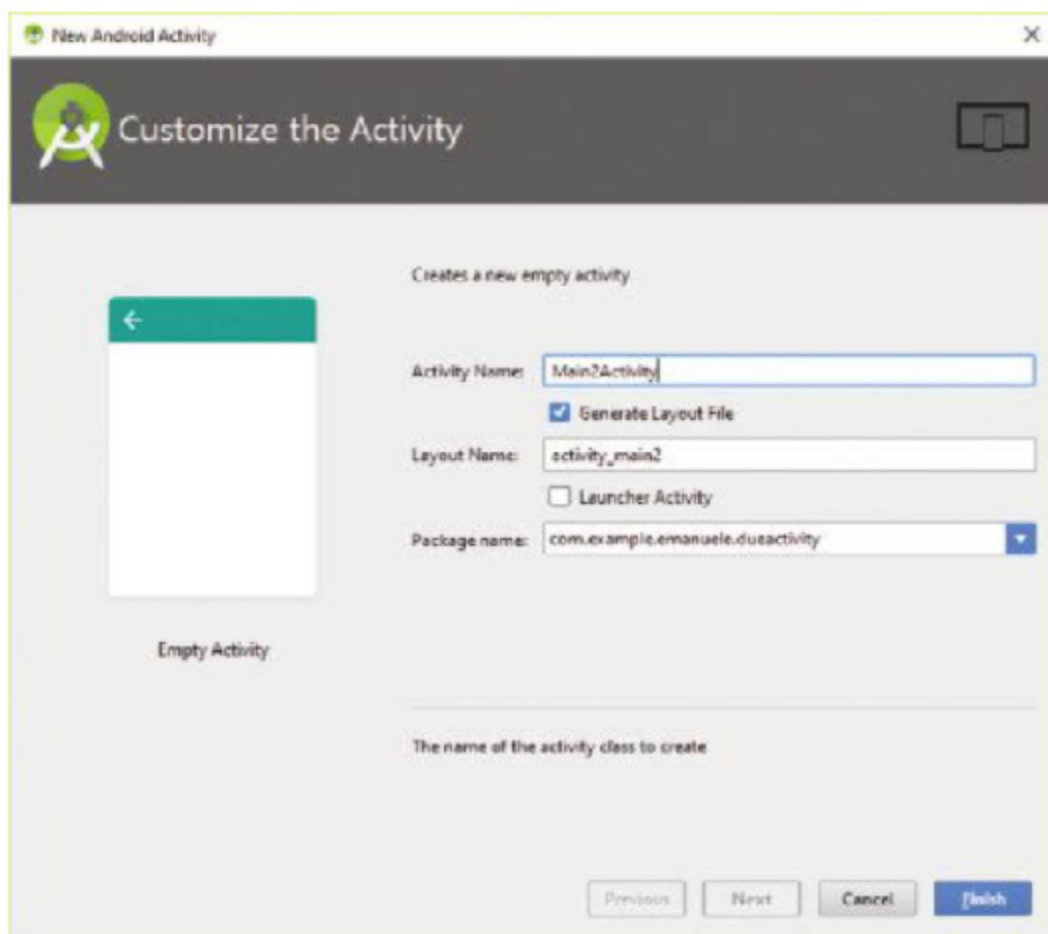 New Android Activity
Customize the Activity
Creates a new empty activity
Activity Name: Main2Activity
Generate Layout File
Layout Name: activity_main2
Launcher Activity
Package name: com.example.emanuele.dueactivity
Empty Activity
The name of the activity class to create
Previous Next Cancel Finish